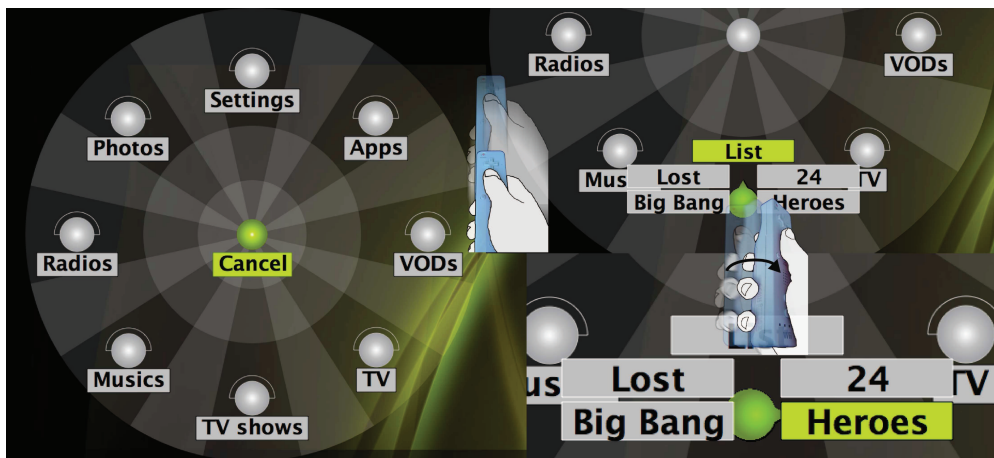 Settings
Photos
Apps
Radios
Cancel
VODs
Musics
TV
TV shows
Radios
VODs
List
Mus
Lost
24
TV
Big Bang
Heroes
us
Lost
24
TV
Big Bang
Heroes